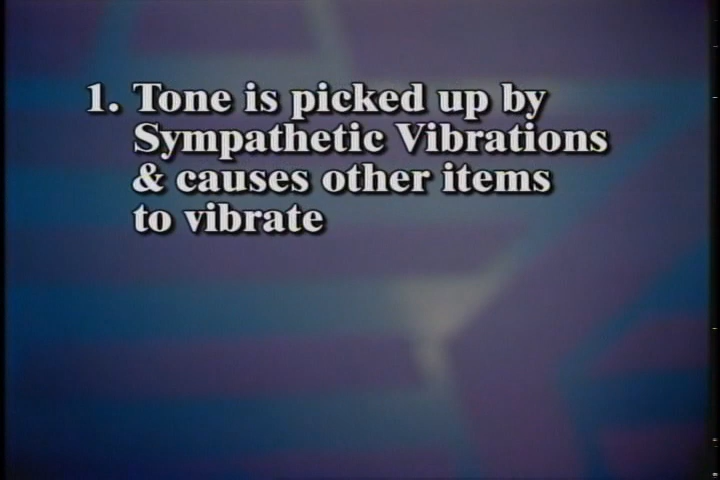 1. Tone is picked up by
Sympathetic Vibrations
& causes other items
to vibrate